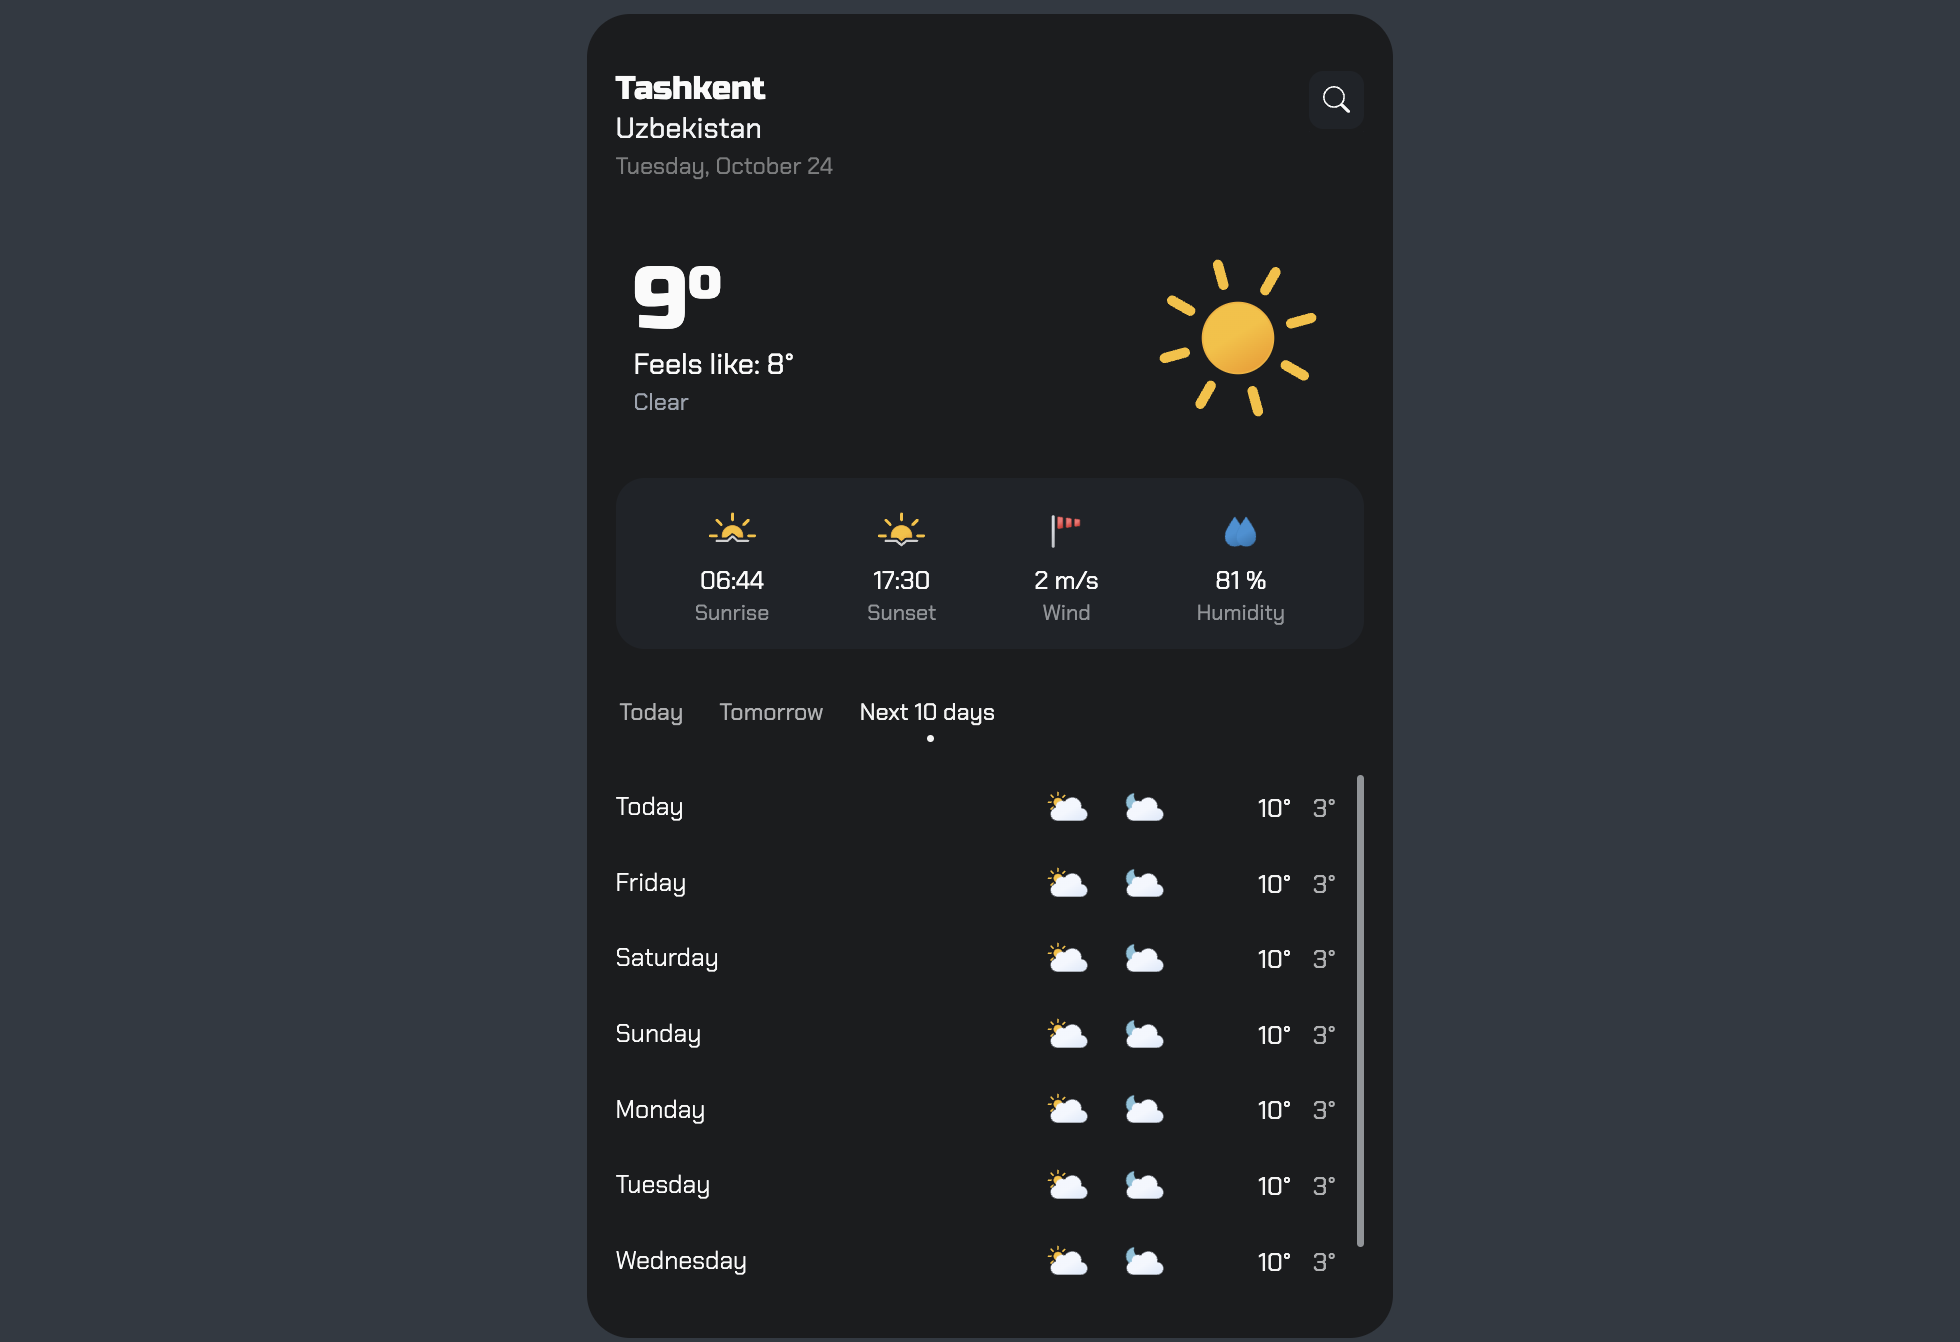 Tashkent
Uzbekistan
Tuesday, October 24
9º
Feels like: 8°
Clear
06:44 17:30 2 m/s 81 %
Sunrise Sunset Wind Humidity
Today Tomorrow Next 10 days
Today 10° 3°
Friday 10° 3°
Saturday 10° 3°
Sunday 10° 3°
Monday 10° 3°
Tuesday 10° 3°
Wednesday 10° 3°